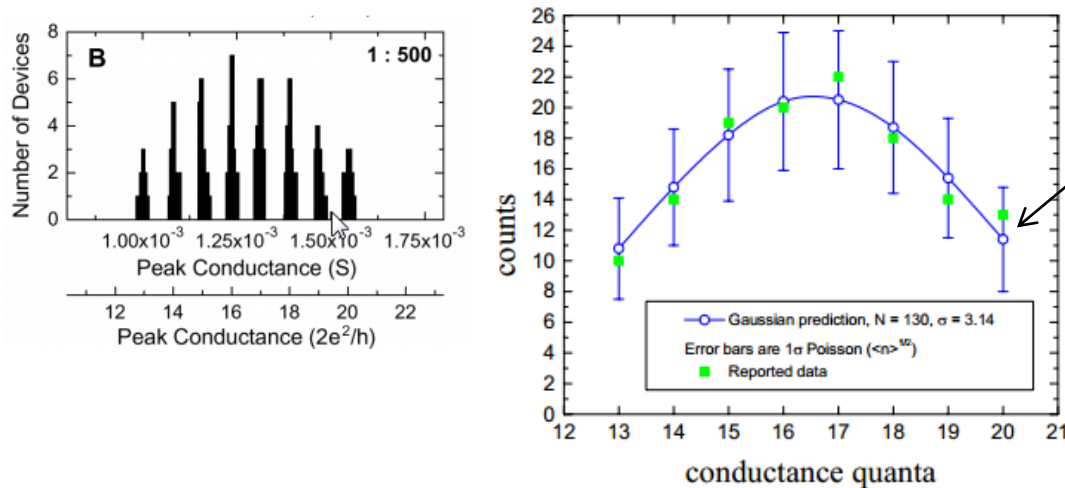 B
1 : 500
8
6
4
2
0
Number of Devices
1.00x10⁻³ 1.25x10⁻³ 1.50x10⁻³ 1.75x10⁻³
Peak Conductance (S)
12 14 16 18 20 22
Peak Conductance (2e²/h)
26
24
22
20
18
16
14
12
10
8
6
4
2
0
counts
Gaussian prediction, N = 130, σ = 3.14
Error bars are 1σ Poisson (<n>^1/2)
Reported data
12 13 14 15 16 17 18 19 20 21
conductance quanta